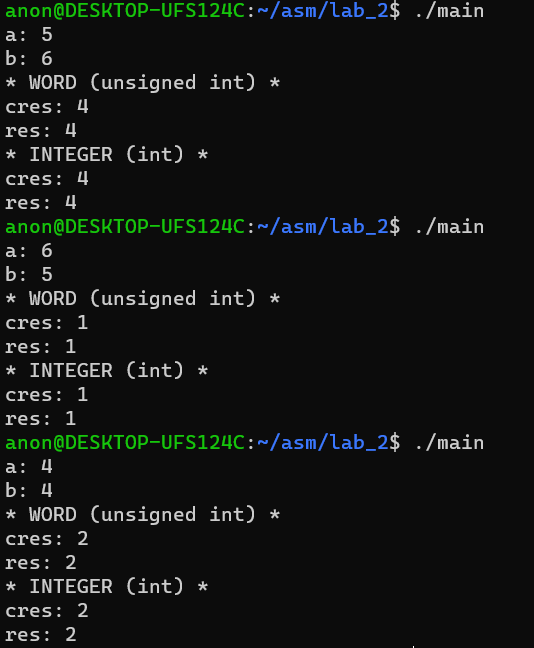 anon@DESKTOP-UFS124C:~/asm/lab_2$ ./main
a: 5
b: 6
* WORD (unsigned int) *
cres: 4
res: 4
* INTEGER (int) *
cres: 4
res: 4
anon@DESKTOP-UFS124C:~/asm/lab_2$ ./main
a: 6
b: 5
* WORD (unsigned int) *
cres: 1
res: 1
* INTEGER (int) *
cres: 1
res: 1
anon@DESKTOP-UFS124C:~/asm/lab_2$ ./main
a: 4
b: 4
* WORD (unsigned int) *
cres: 2
res: 2
* INTEGER (int) *
cres: 2
res: 2